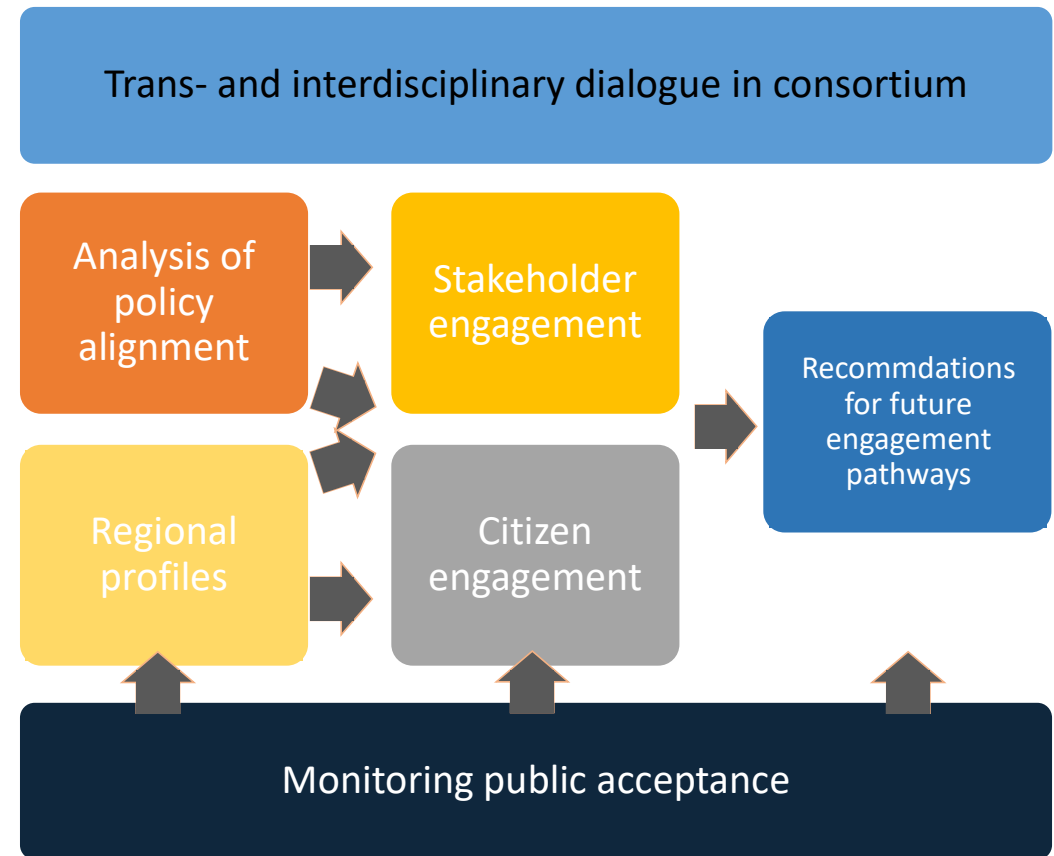 Trans- and interdisciplinary dialogue in consortium
Analysis of
policy
alignment
Stakeholder
engagement
Recommdations
for future
engagement
pathways
Regional
profiles
Citizen
engagement
Monitoring public acceptance